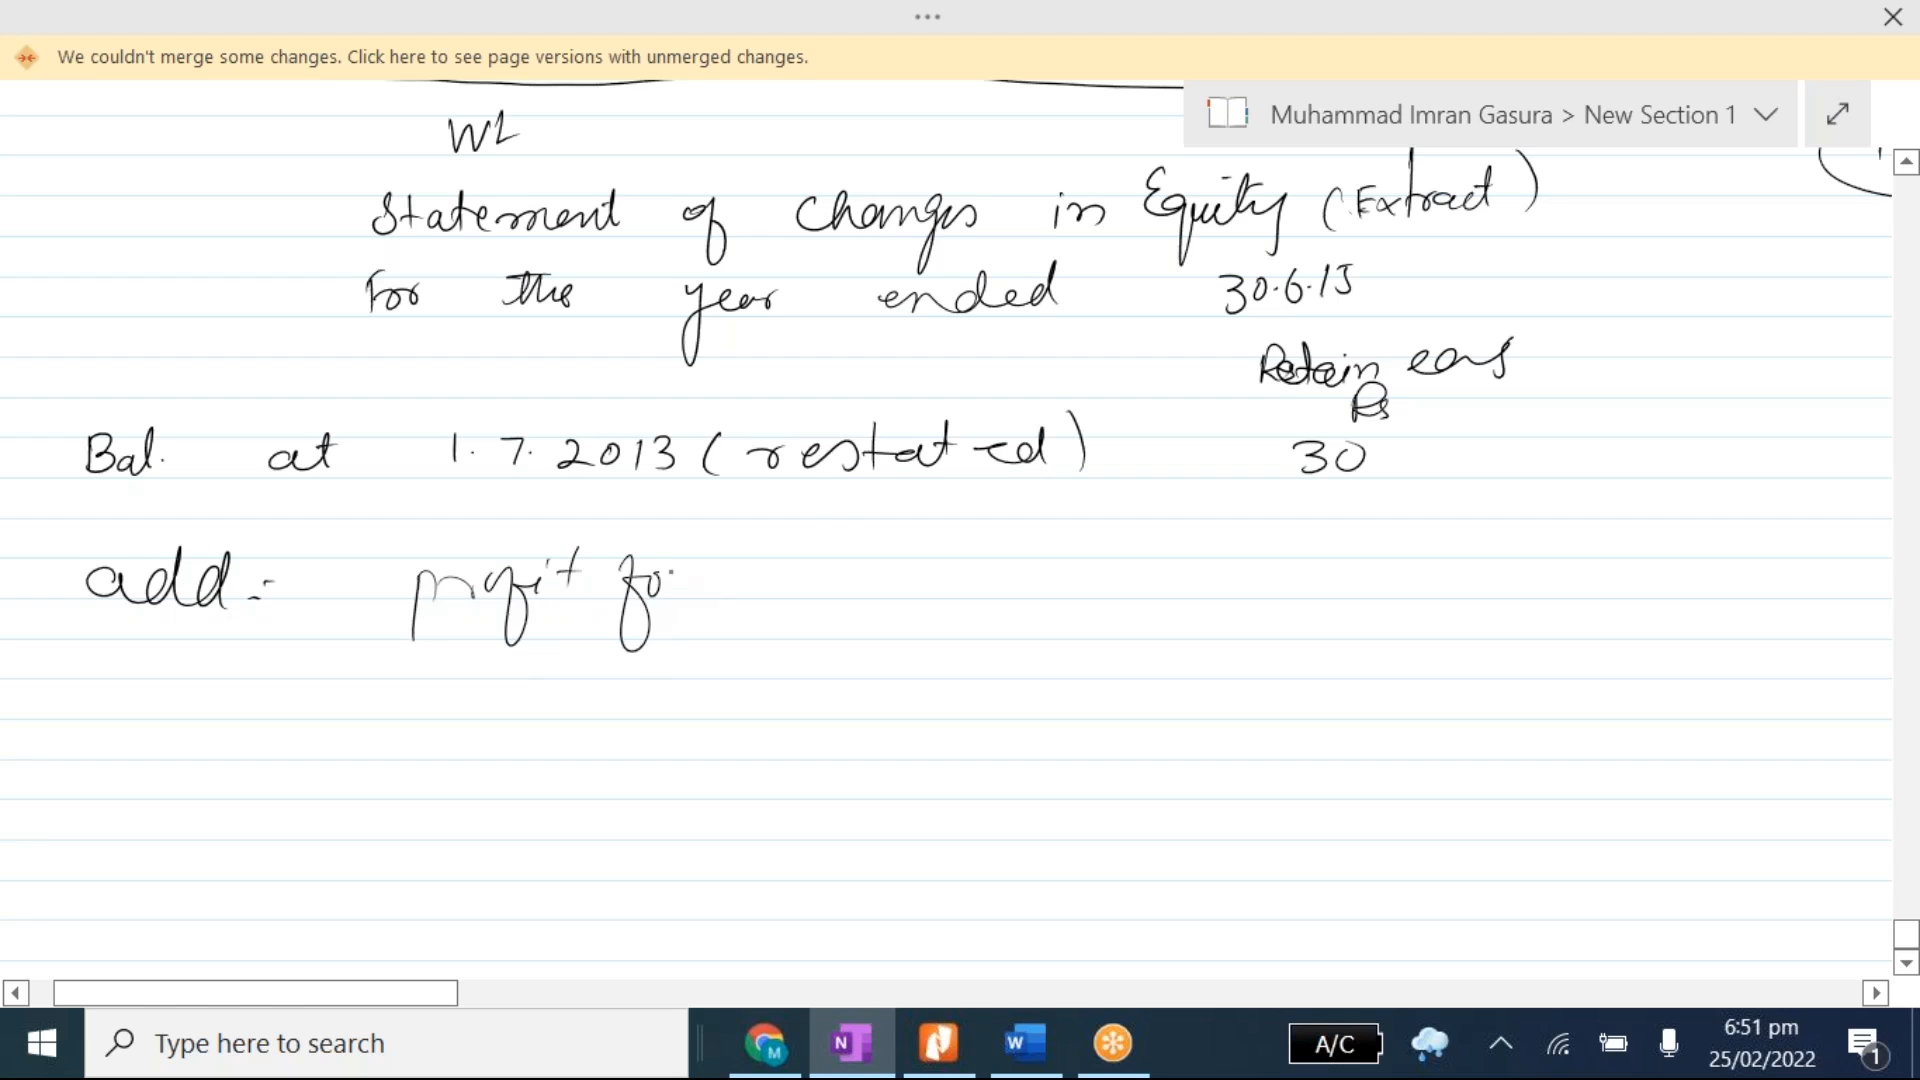 We couldn't merge some changes. Click here to see page versions with unmerged changes.
Muhammad Imran Gasura > New Section 1
W2
Statement of Changes in Equity (Extract)
For the year ended 30.6.15
Retain earn
Rs
Bal. at 1.7.2013 (restated) 30
add:- profit for
Type here to search
A/C
6:51 pm
25/02/2022
1